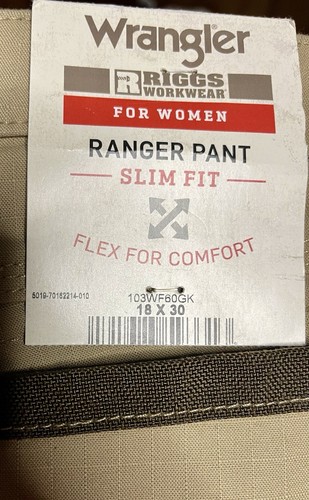 Wrangler
R RIGGS
WORKWEAR
FOR WOMEN
RANGER PANT
SLIM FIT
FLEX FOR COMFORT
5019-70162214-010
103WF60GK
18 X 30